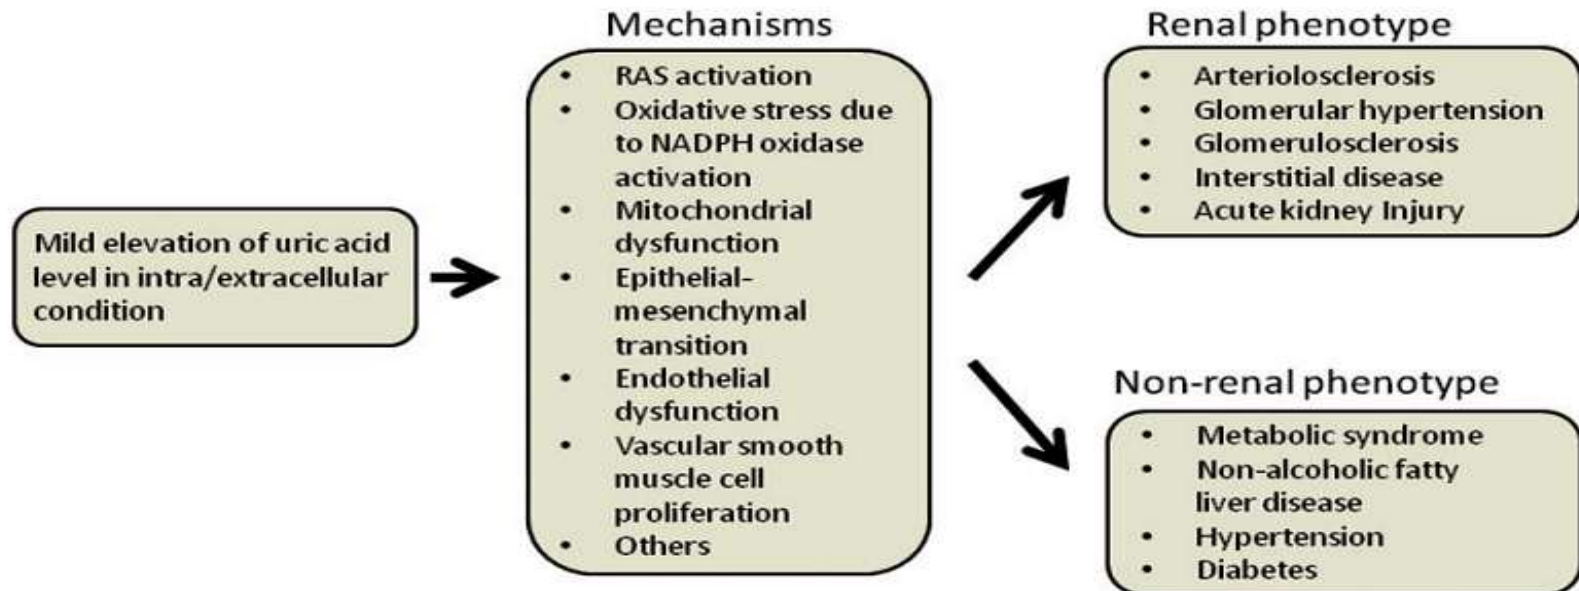 Mild elevation of uric acid
level in intra/extracellular
condition
Mechanisms
• RAS activation
• Oxidative stress due
to NADPH oxidase
activation
• Mitochondrial
dysfunction
• Epithelial-
mesenchymal
transition
• Endothelial
dysfunction
• Vascular smooth
muscle cell
proliferation
• Others
Renal phenotype
• Arteriolosclerosis
• Glomerular hypertension
• Glomerulosclerosis
• Interstitial disease
• Acute kidney Injury
Non-renal phenotype
• Metabolic syndrome
• Non-alcoholic fatty
liver disease
• Hypertension
• Diabetes